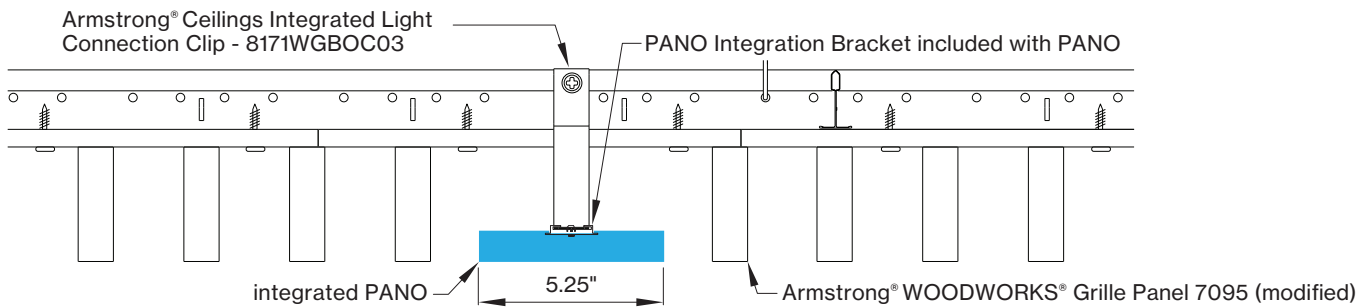 Armstrong® Ceilings Integrated Light
Connection Clip - 8171WGBOC03
PANO Integration Bracket included with PANO
integrated PANO
5.25"
Armstrong® WOODWORKS® Grille Panel 7095 (modified)